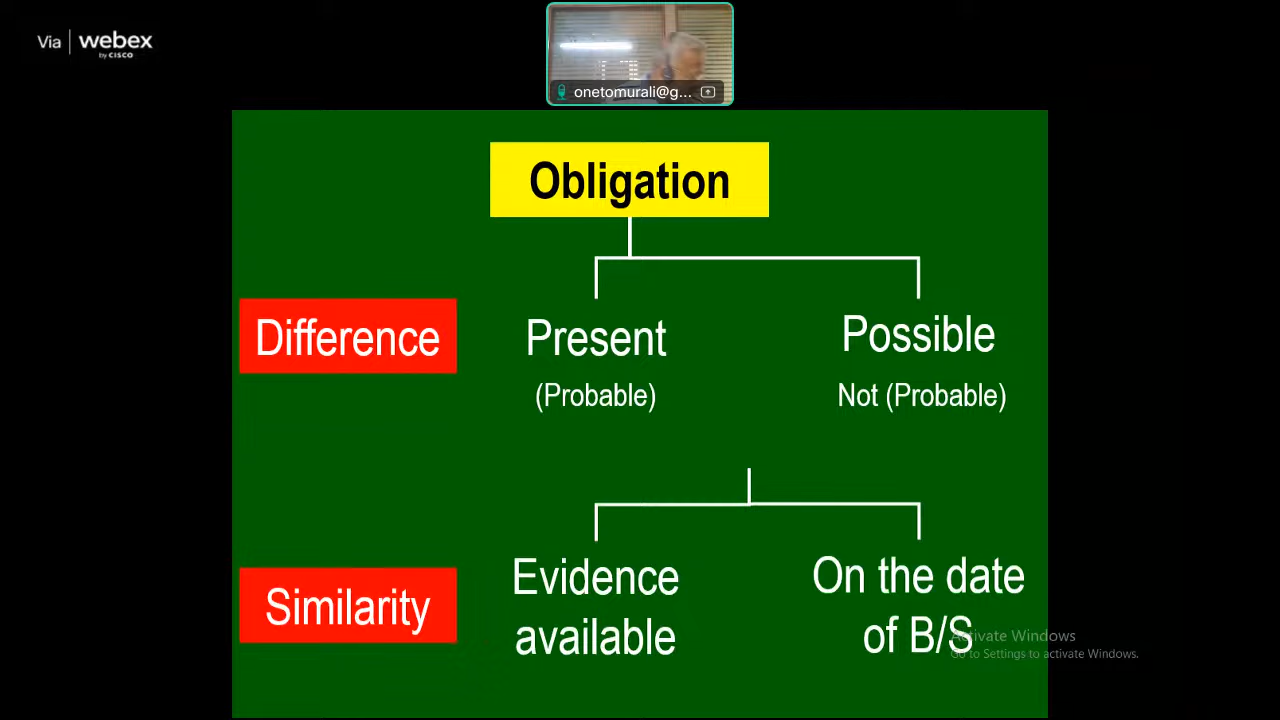 Via webex
by CISCO
onetomurali@g...
Obligation
Difference
Present
(Probable)
Possible
Not (Probable)
Similarity
Evidence
available
On the date
of B/S
Activate Windows
Go to Settings to activate Windows.